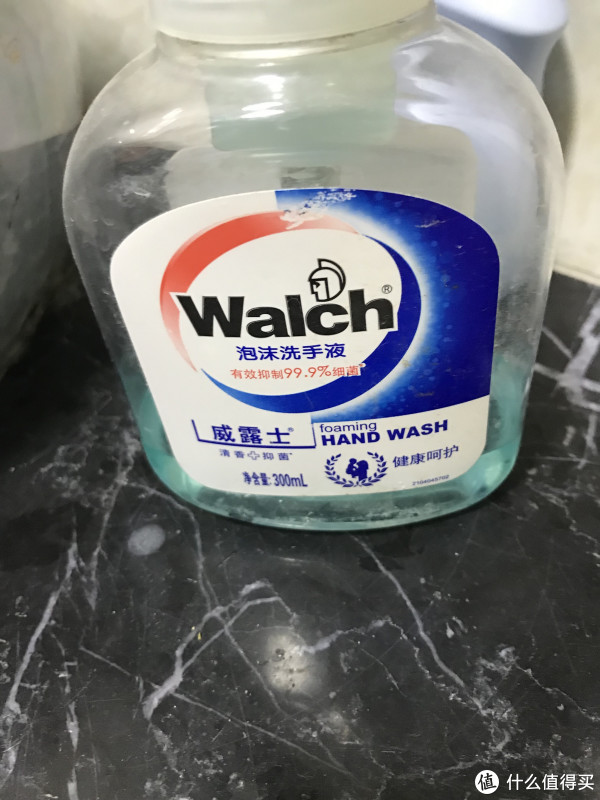 Walch®
泡沫洗手液
有效抑制99.9%细菌*
威露士®
清香+抑菌*
净含量:300mL
foaming
HAND WASH
健康呵护
值 什么值得买